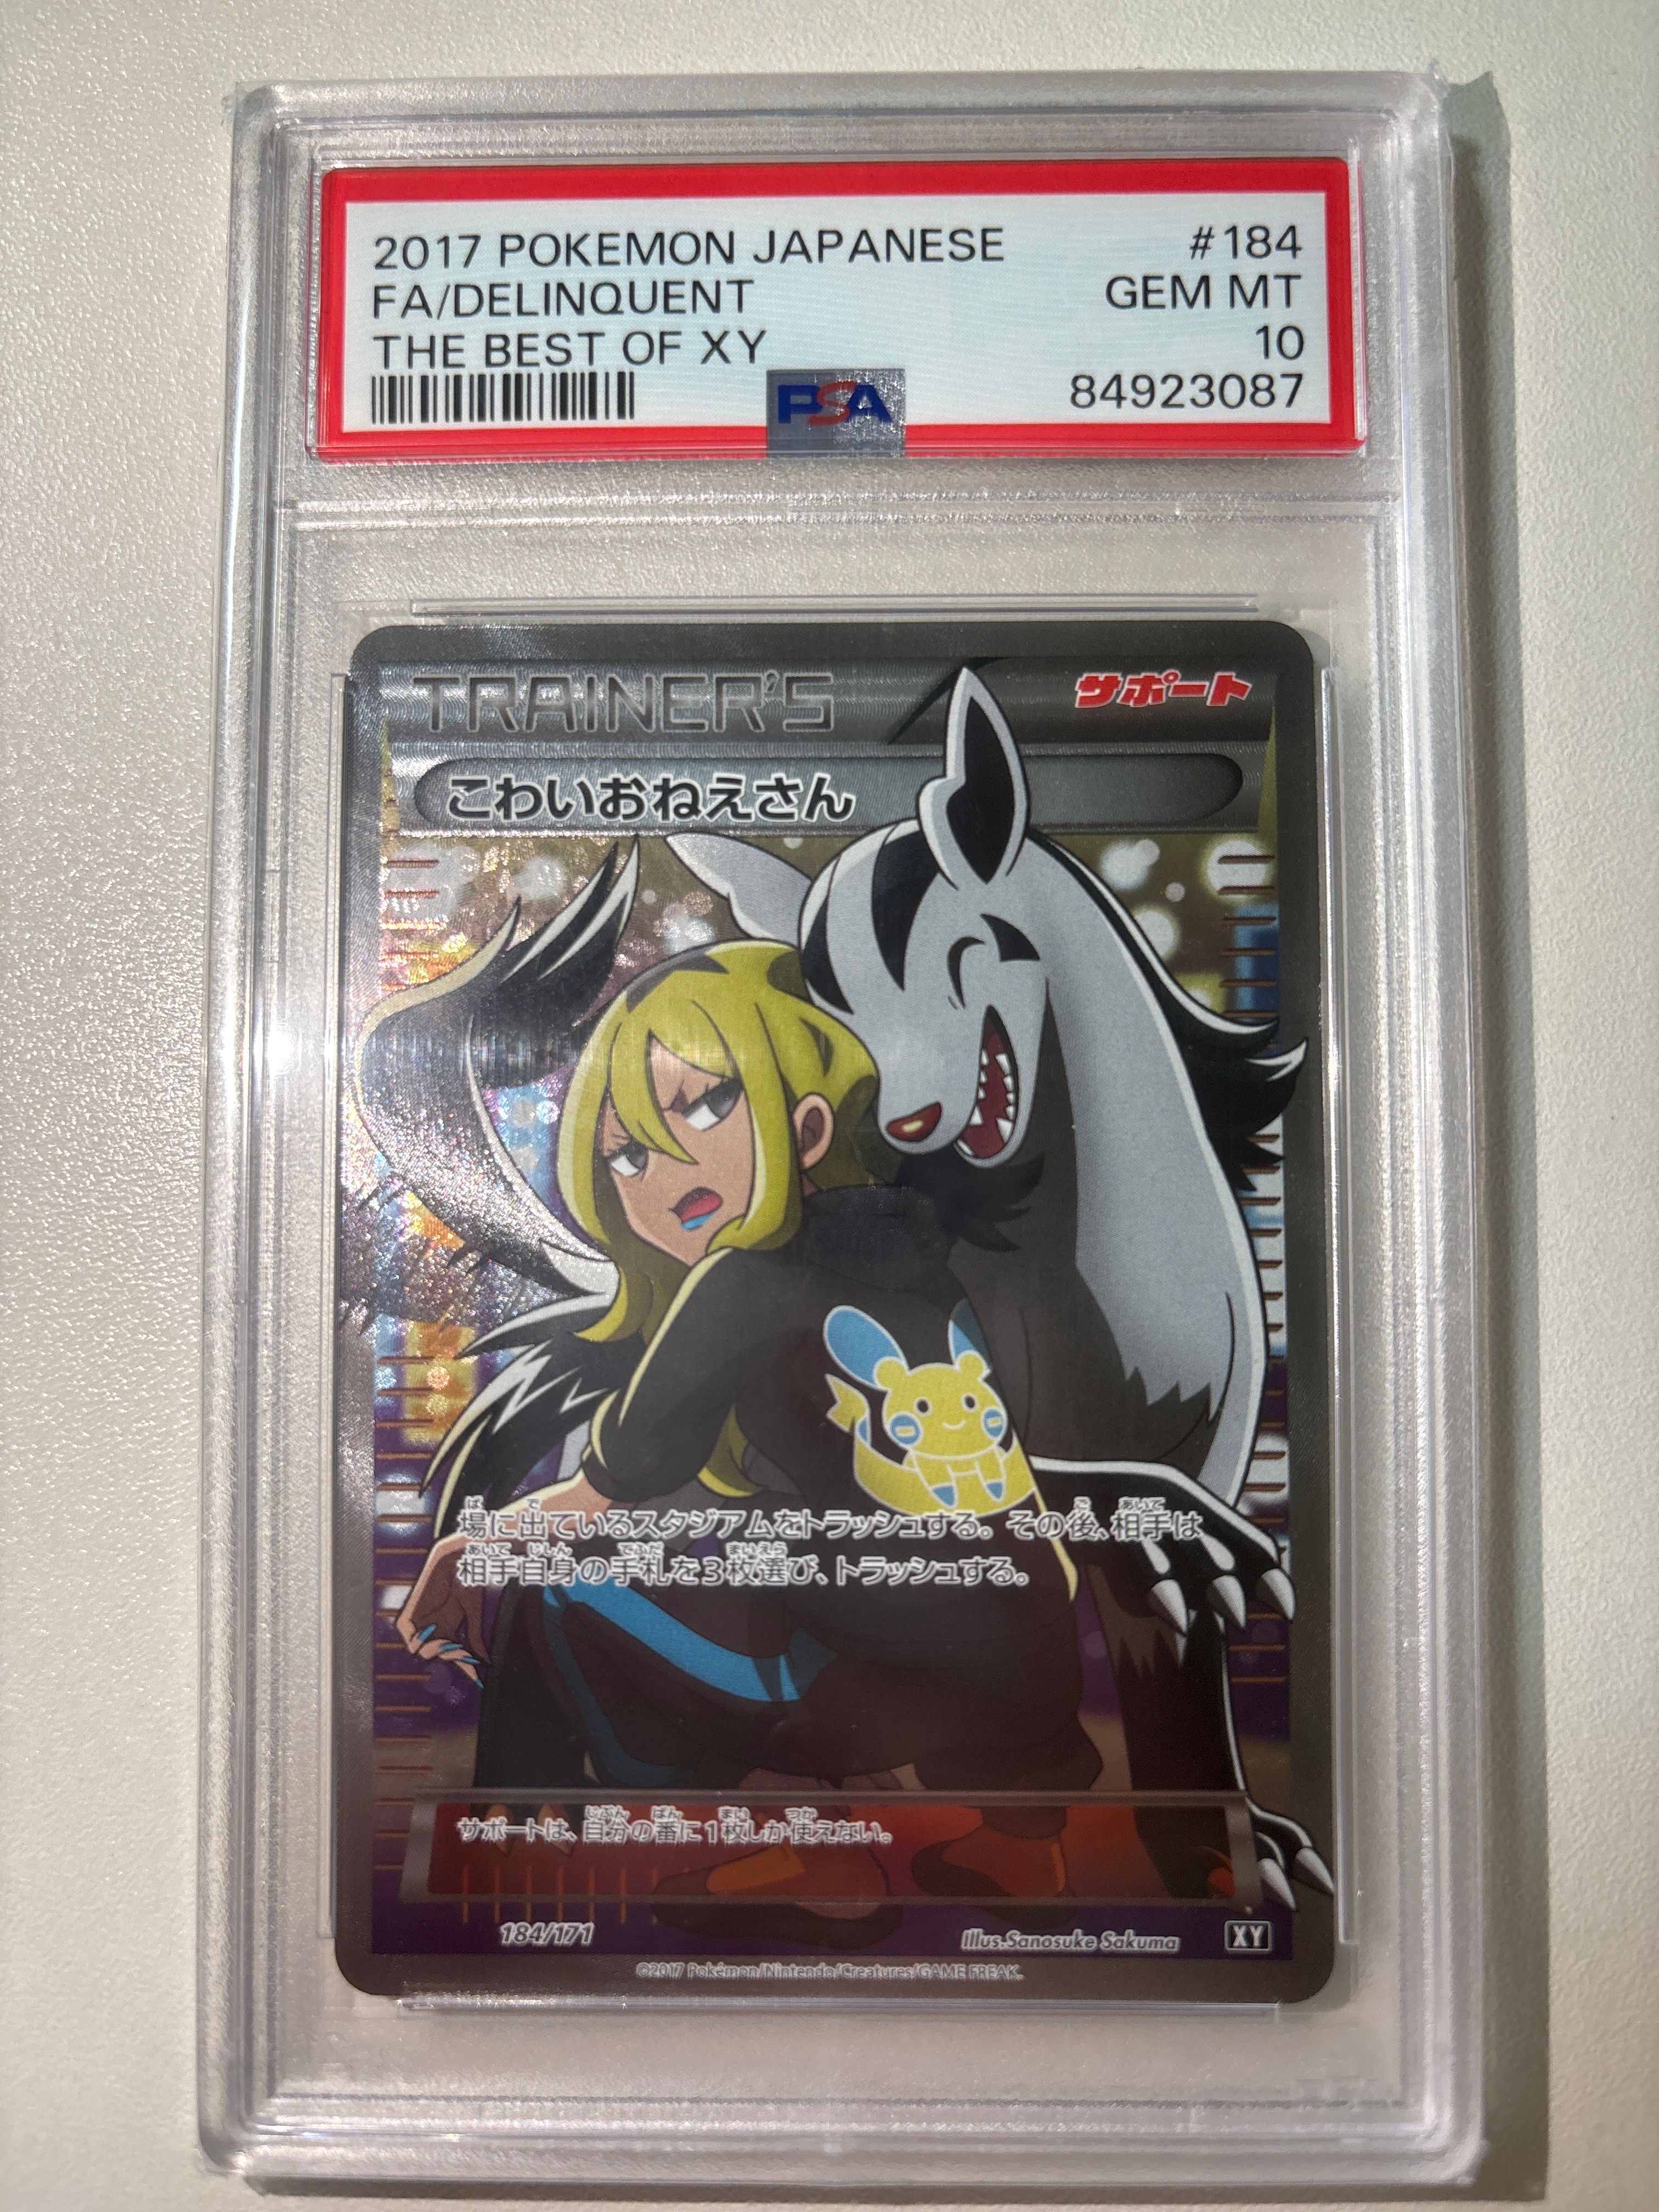 2017 POKEMON JAPANESE #184
FA/DELINQUENT GEM MT
THE BEST OF XY 10
PSA 84923087
TRAINER'S サポート
こわいおねえさん
場に出ているスタジアムをトラッシュする。その後、相手は
相手自身の手札を3枚選び、トラッシュする。
サポートは、自分の番に1枚しか使えない。
184/171 Illus.Sanosuke Sakuma XY
©2017 Pokémon/Nintendo/Creatures/GAME FREAK.